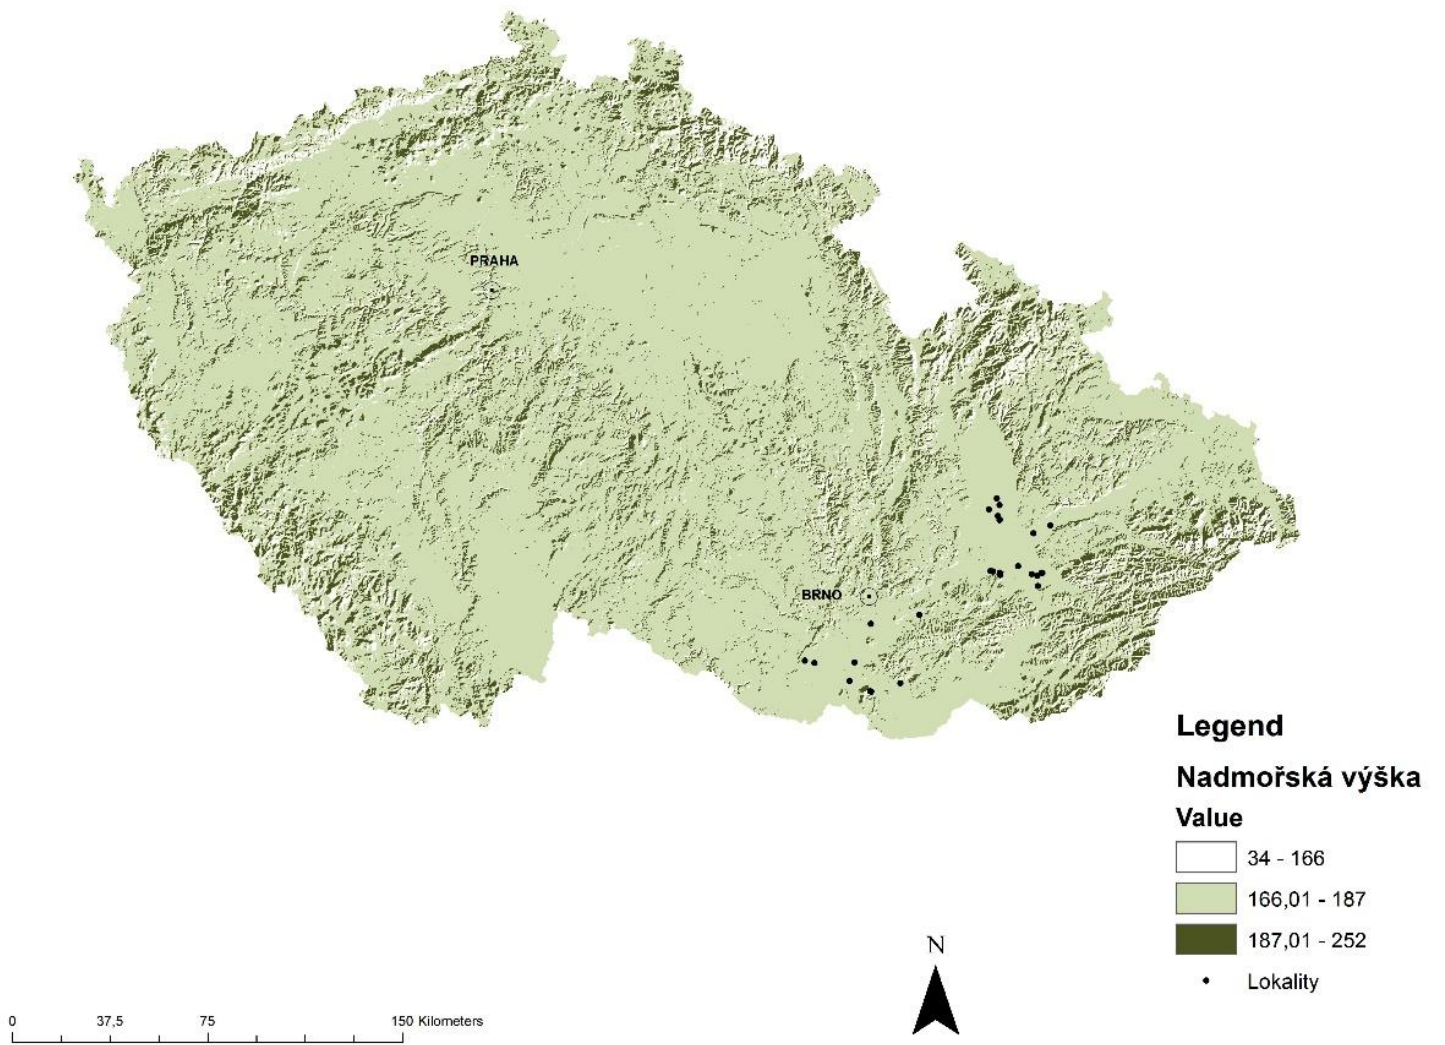 PRAHA
BRNO
Legend
Nadmořská výška
Value
34 - 166
166,01 - 187
187,01 - 252
Lokality
N
0 37,5 75 150 Kilometers